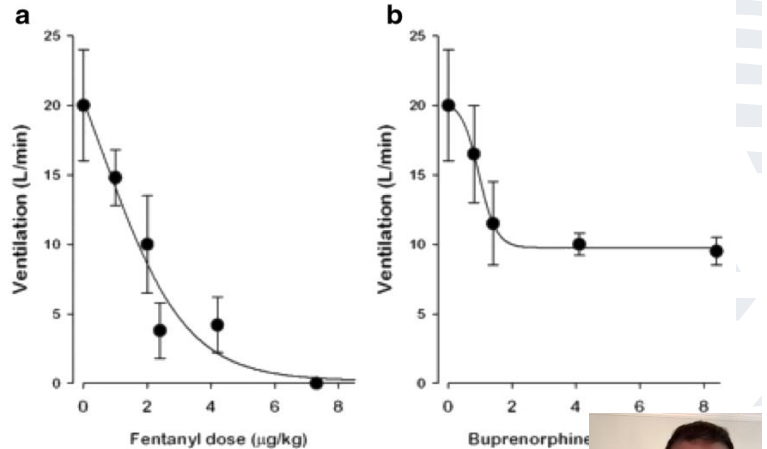 a
25
20
15
10
5
0
Ventilation (L/min)
0 2 4 6 8
Fentanyl dose (μg/kg)
b
25
20
15
10
5
0
Ventilation (L/min)
0 2 4 6 8
Buprenorphine